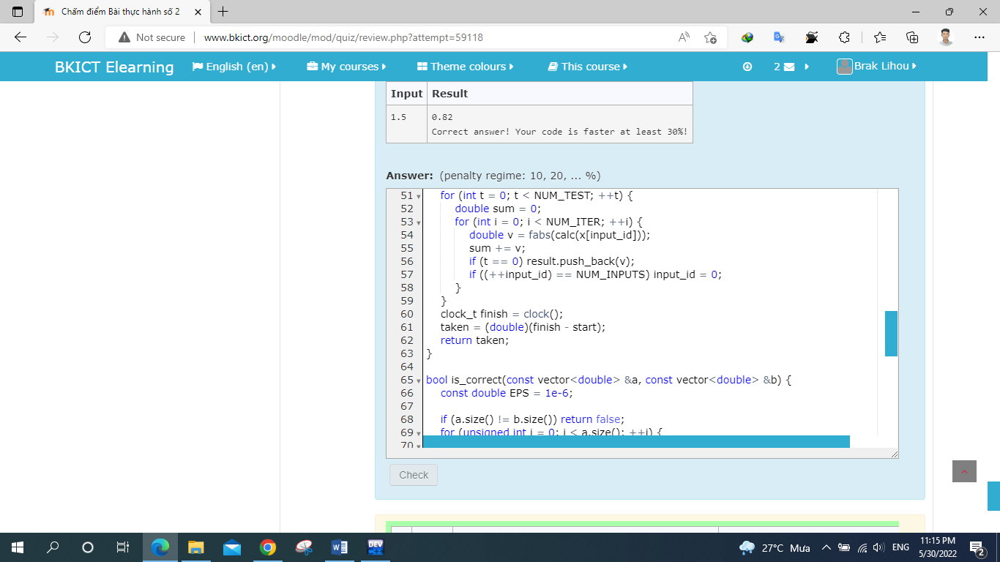 Chấm điểm Bài thực hành số 2
Not secure www.bkict.org/moodle/mod/quiz/review.php?attempt=59118
BKICT Elearning English (en) My courses Theme colours This course 2 Brak Lihou
Input Result
1.5 0.82
Correct answer! Your code is faster at least 30%!
Answer: (penalty regime: 10, 20, ... %)
51 for (int t = 0; t < NUM_TEST; ++t) {
52 double sum = 0;
53 for (int i = 0; i < NUM_ITER; ++i) {
54 double v = fabs(calc(x[input_id]));
55 sum += v;
56 if (t == 0) result.push_back(v);
57 if ((++input_id) == NUM_INPUTS) input_id = 0;
58 }
59 }
60 clock_t finish = clock();
61 taken = (double)(finish - start);
62 return taken;
63 }
64
65 bool is_correct(const vector<double> &a, const vector<double> &b) {
66 const double EPS = 1e-6;
67
68 if (a.size() != b.size()) return false;
69 for (unsigned int i = 0; i < a.size(); ++i) {
70
Check
27°C Mưa ENG 11:15 PM
5/30/2022
2